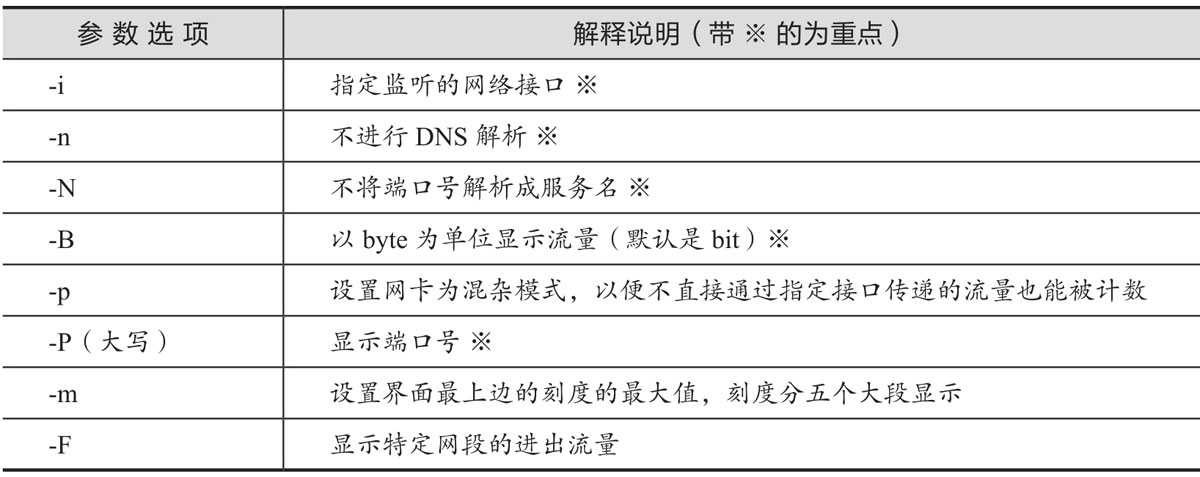 参数选项 解释说明（带 ※ 的为重点）
-i 指定监听的网络接口 ※
-n 不进行 DNS 解析 ※
-N 不将端口号解析成服务名 ※
-B 以 byte 为单位显示流量（默认是 bit）※
-p 设置网卡为混杂模式，以便不直接通过指定接口传递的流量也能被计数
-P（大写） 显示端口号 ※
-m 设置界面最上边的刻度的最大值，刻度分五个大段显示
-F 显示特定网段的进出流量